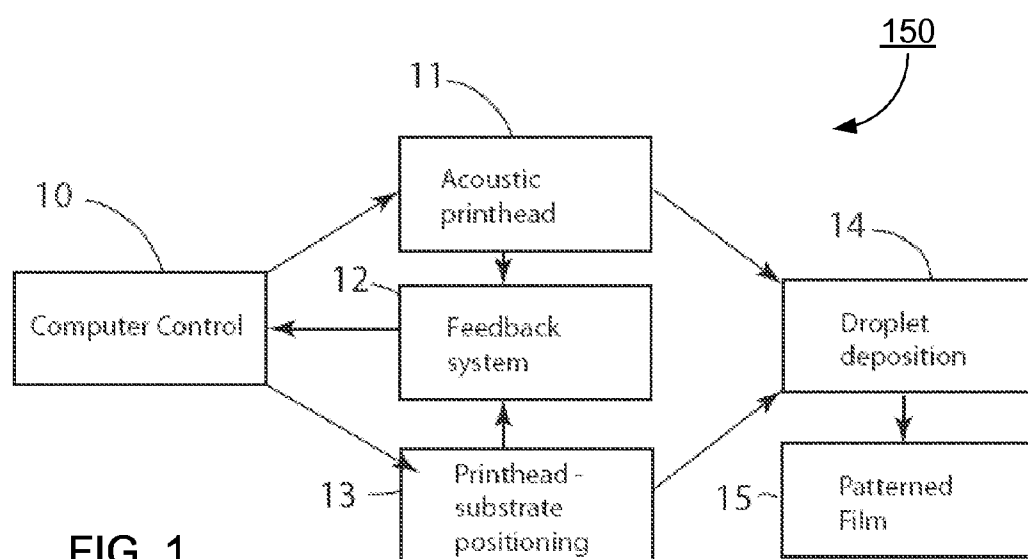 150
11
Acoustic
printhead
10
Computer Control
12
Feedback
system
14
Droplet
deposition
13
Printhead -
substrate
positioning
15
Patterned
Film
FIG. 1